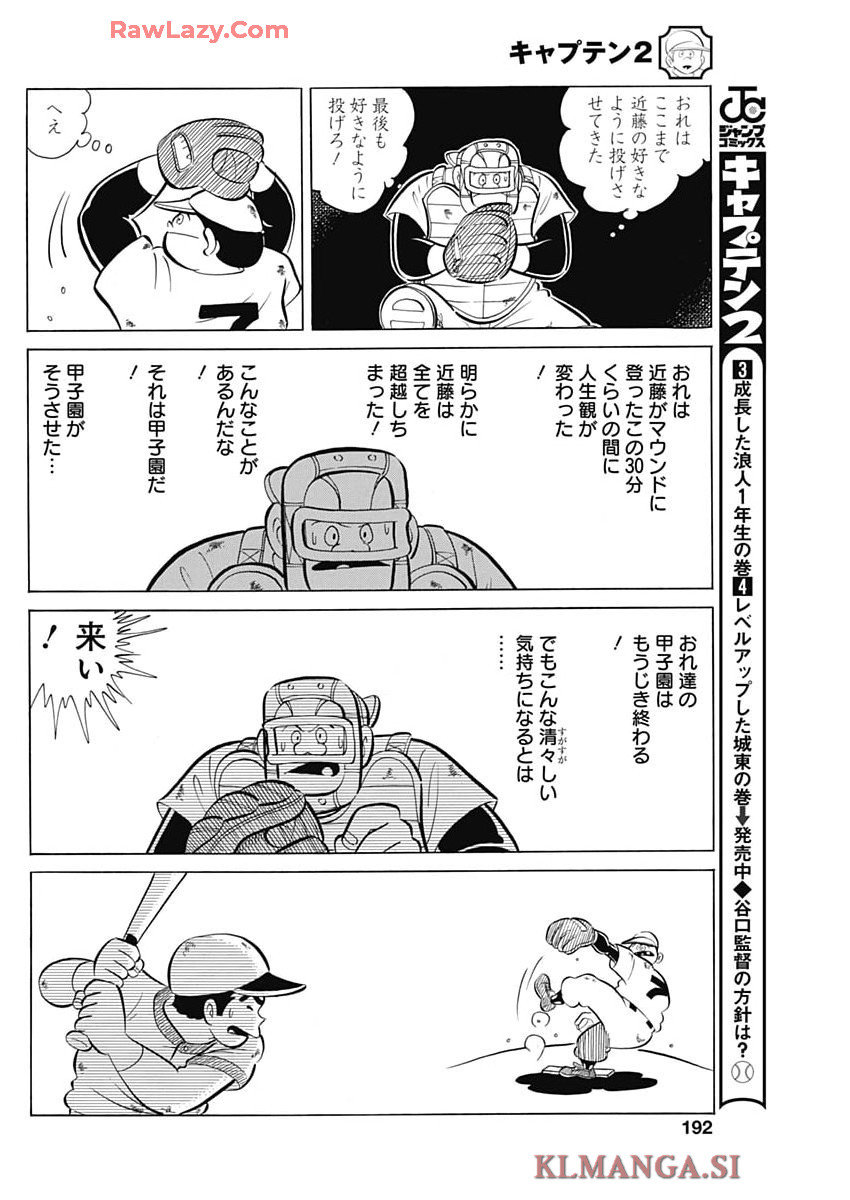 RawLazy.Com
キャプテン2
おれは
ここまで
近藤の好きな
ように投げさ
せてきた
最後も
好きなように
投げろ!
へえ
おれは
近藤がマウンドに
登ったこの30分
くらいの間に
人生観が
変わった
!
明らかに
近藤は
全てを
超越しち
まった!
こんなことが
あるんだな
!
それは甲子園だ
!
甲子園が
そうさせた…
おれ達の
甲子園は
もうじき終わる
!
でもこんな清々しい
すがすが
気持ちになるとは
……
来い
!
7
7
JC
ジャンプ
コミックス
キャプテン2
3成長した浪人1年生の巻4レベルアップした城東の巻➡発売中◆谷口監督の方針は?
192
KLMANGA.SI